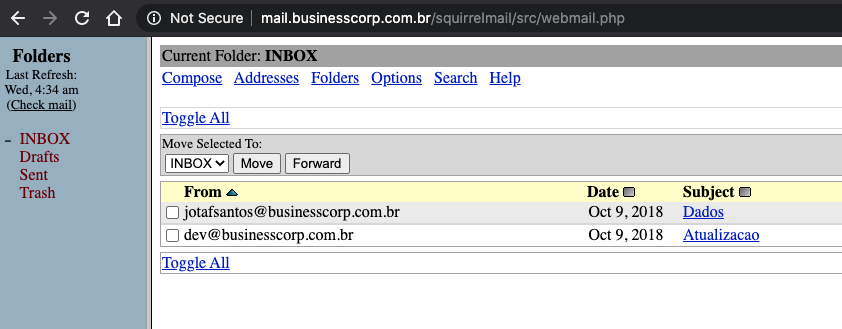 Not Secure | mail.businesscorp.com.br/squirrelmail/src/webmail.php
Folders
Last Refresh:
Wed, 4:34 am
(Check mail)
– INBOX
Drafts
Sent
Trash
Current Folder: INBOX
Compose Addresses Folders Options Search Help
Toggle All
Move Selected To:
INBOX Move Forward
From Date Subject
jotafsantos@businesscorp.com.br Oct 9, 2018 Dados
dev@businesscorp.com.br Oct 9, 2018 Atualizacao
Toggle All